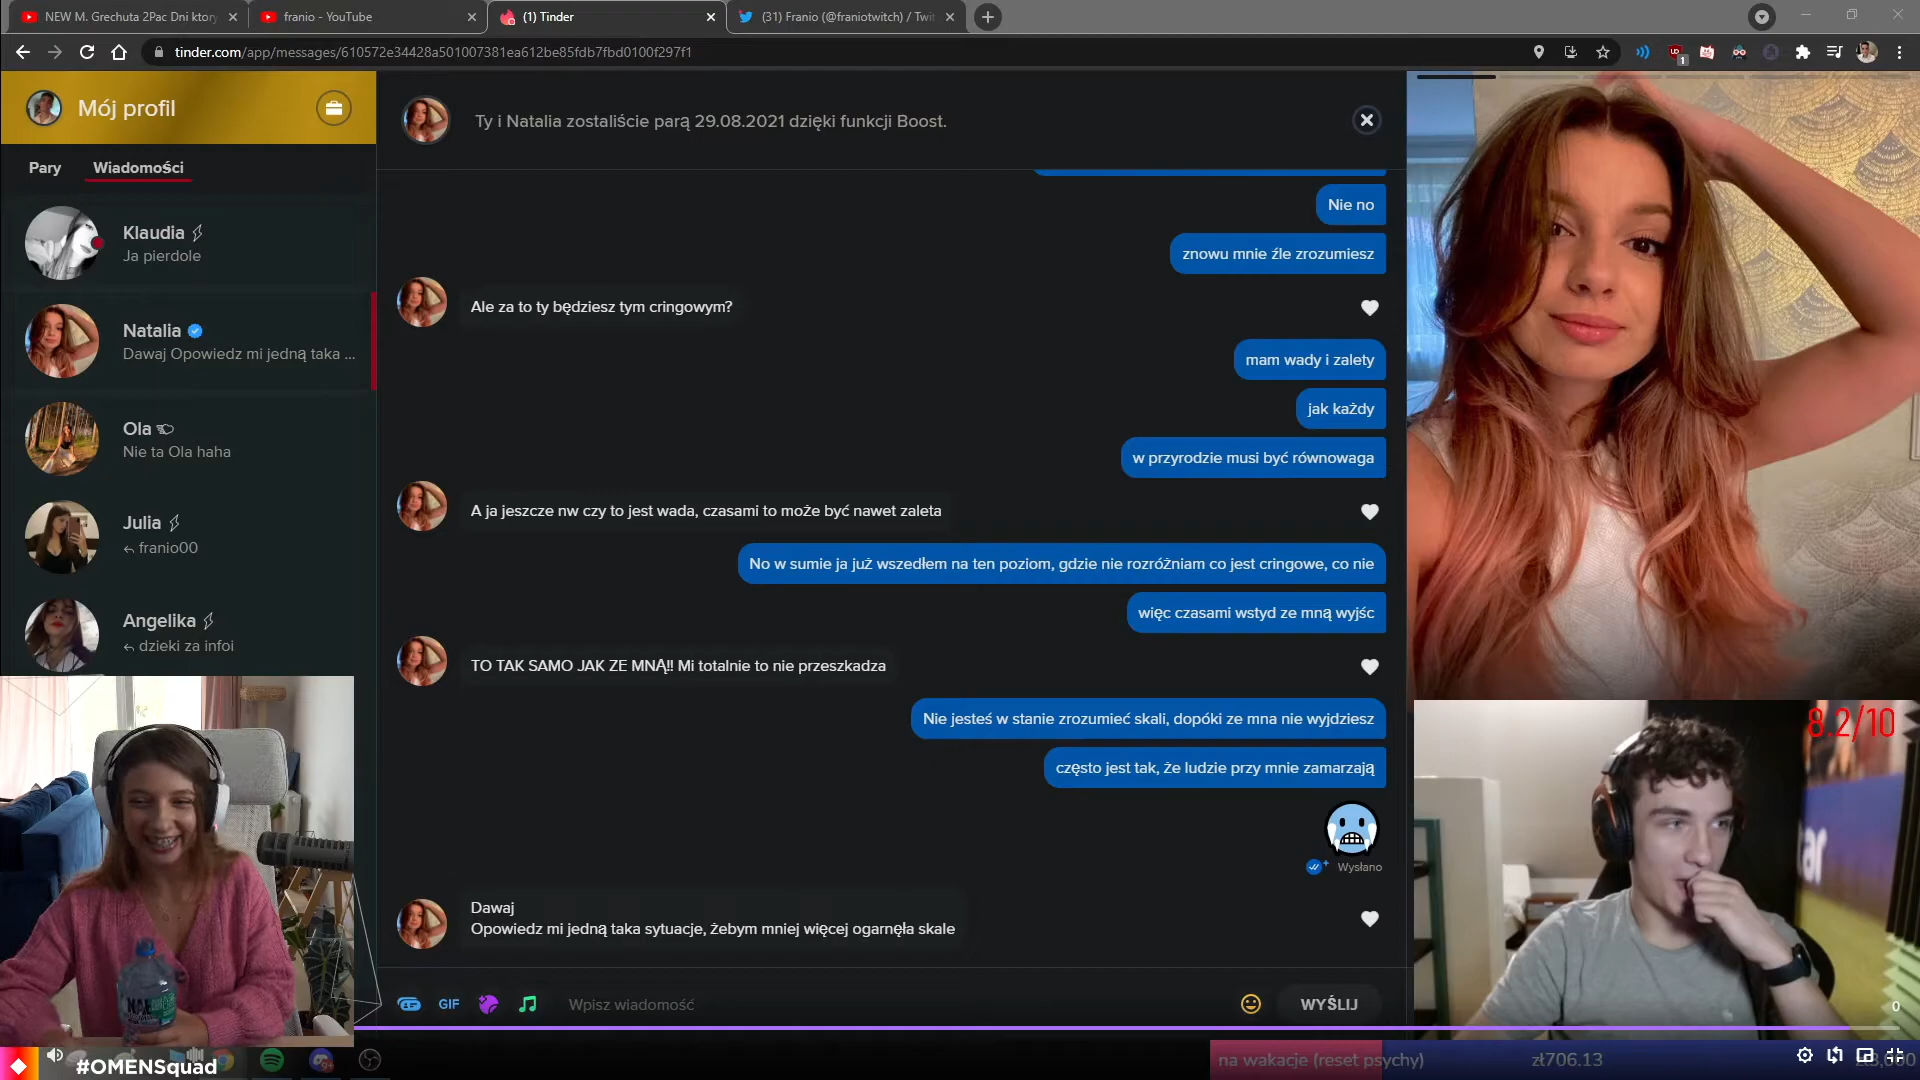 NEW M. Grechuta 2Pac Dni ktory
franio - YouTube
(1) Tinder
(31) Franio (@franiotwitch) / Twit
tinder.com/app/messages/610572e34428a501007381ea612be85fdb7fbd0100f297f1
1
Mój profil
Pary
Wiadomości
Klaudia
Ja pierdole
Natalia
Dawaj Opowiedz mi jedną taka ...
Ola
Nie ta Ola haha
Julia
franio00
Angelika
dzieki za infoi
Ty i Natalia zostaliście parą 29.08.2021 dzięki funkcji Boost.
Nie no
znowu mnie źle zrozumiesz
Ale za to ty będziesz tym cringowym?
mam wady i zalety
jak każdy
w przyrodzie musi być równowaga
A ja jeszcze nw czy to jest wada, czasami to może być nawet zaleta
No w sumie ja już wszedłem na ten poziom, gdzie nie rozróżniam co jest cringowe, co nie
więc czasami wstyd ze mną wyjśc
TO TAK SAMO JAK ZE MNĄ!! Mi totalnie to nie przeszkadza
Nie jesteś w stanie zrozumieć skali, dopóki ze mna nie wyjdziesz
często jest tak, że ludzie przy mnie zamarzają
Wysłano
Dawaj
Opowiedz mi jedną taka sytuacje, żebym mniej więcej ogarnęła skale
GIF
Wpisz wiadomość
WYŚLIJ
8.2/10
0
#OMENSquad
na wakacje (reset psychy)
zł706.13